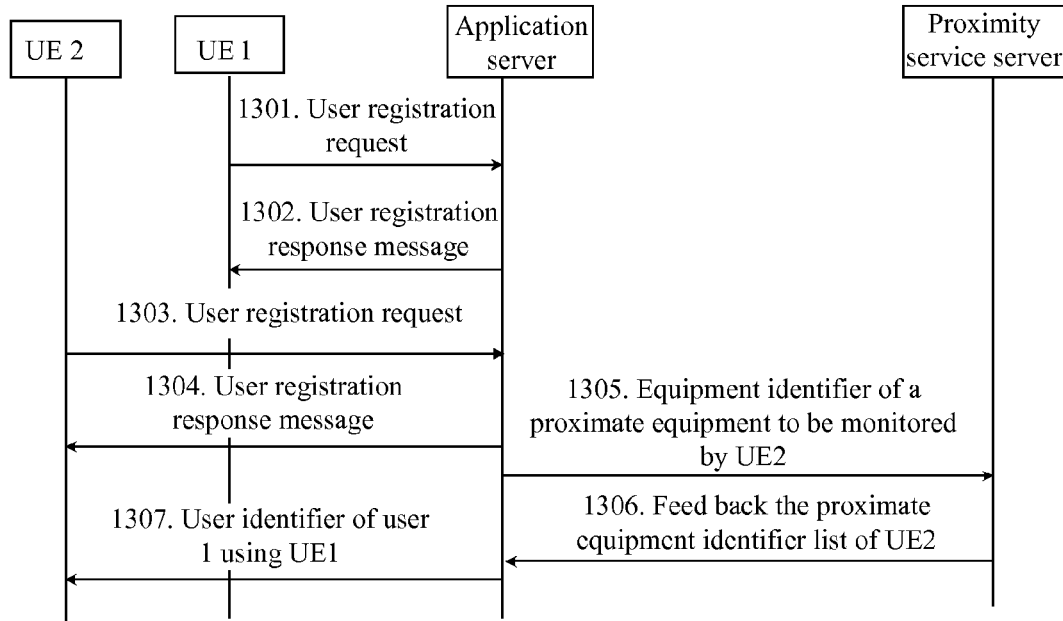 UE 2
UE 1
Application
server
Proximity
service server
1301. User registration
request
1302. User registration
response message
1303. User registration request
1304. User registration
response message
1305. Equipment identifier of a
proximate equipment to be monitored
by UE2
1306. Feed back the proximate
equipment identifier list of UE2
1307. User identifier of user
1 using UE1